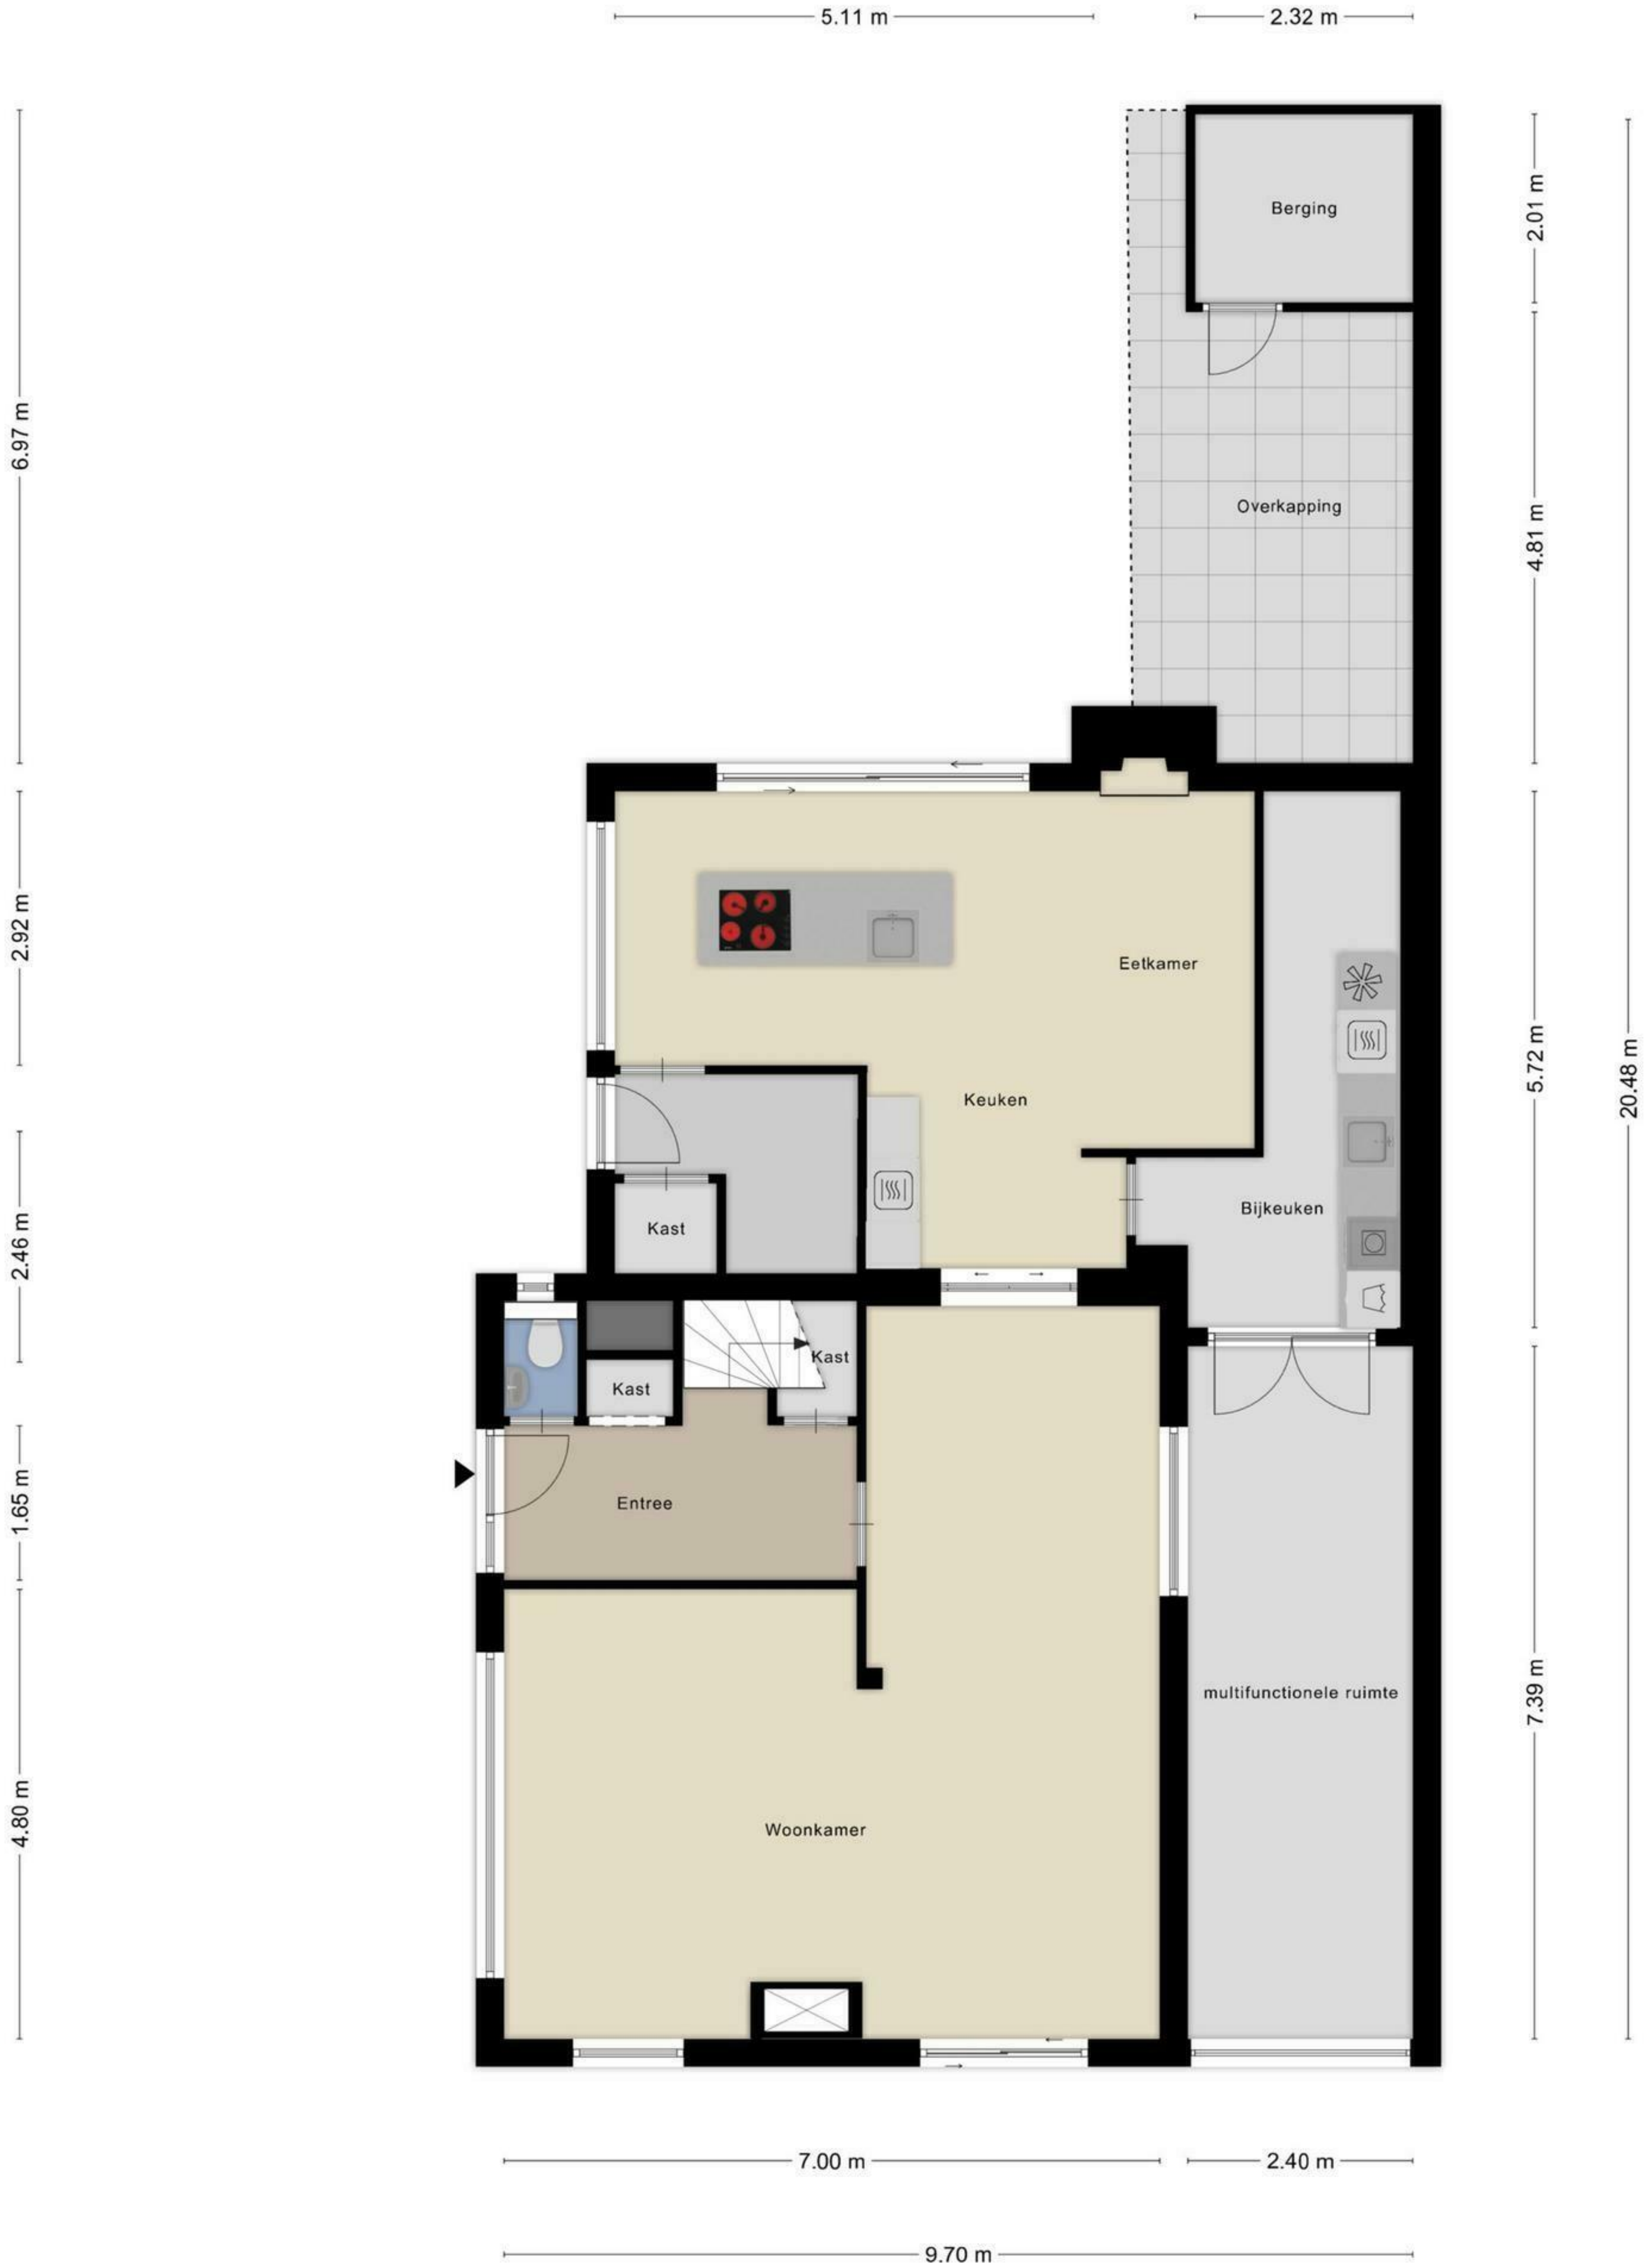 5.11 m
2.32 m
Berging
2.01 m
6.97 m
Overkapping
4.81 m
2.92 m
Eetkamer
Keuken
5.72 m
20.48 m
Kast
Bijkeuken
2.46 m
Kast
Kast
Entree
1.65 m
multifunctionele ruimte
7.39 m
Woonkamer
4.80 m
7.00 m
2.40 m
9.70 m